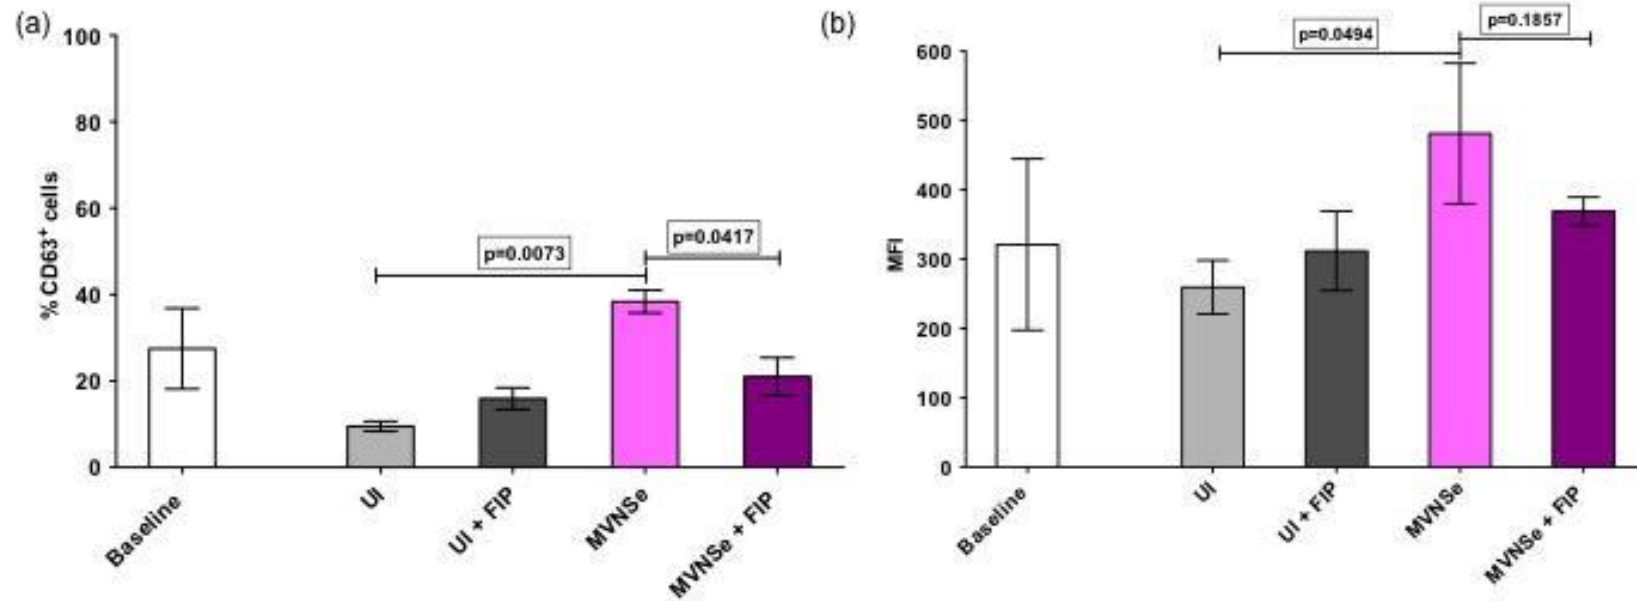 (a)
% CD63+ cells
100
80
60
40
20
0
p=0.0073
p=0.0417
Baseline
UI
UI + FIP
MVNSe
MVNSe + FIP
(b)
MFI
600
500
400
300
200
100
0
p=0.0494
p=0.1857
Baseline
UI
UI + FIP
MVNSe
MVNSe + FIP